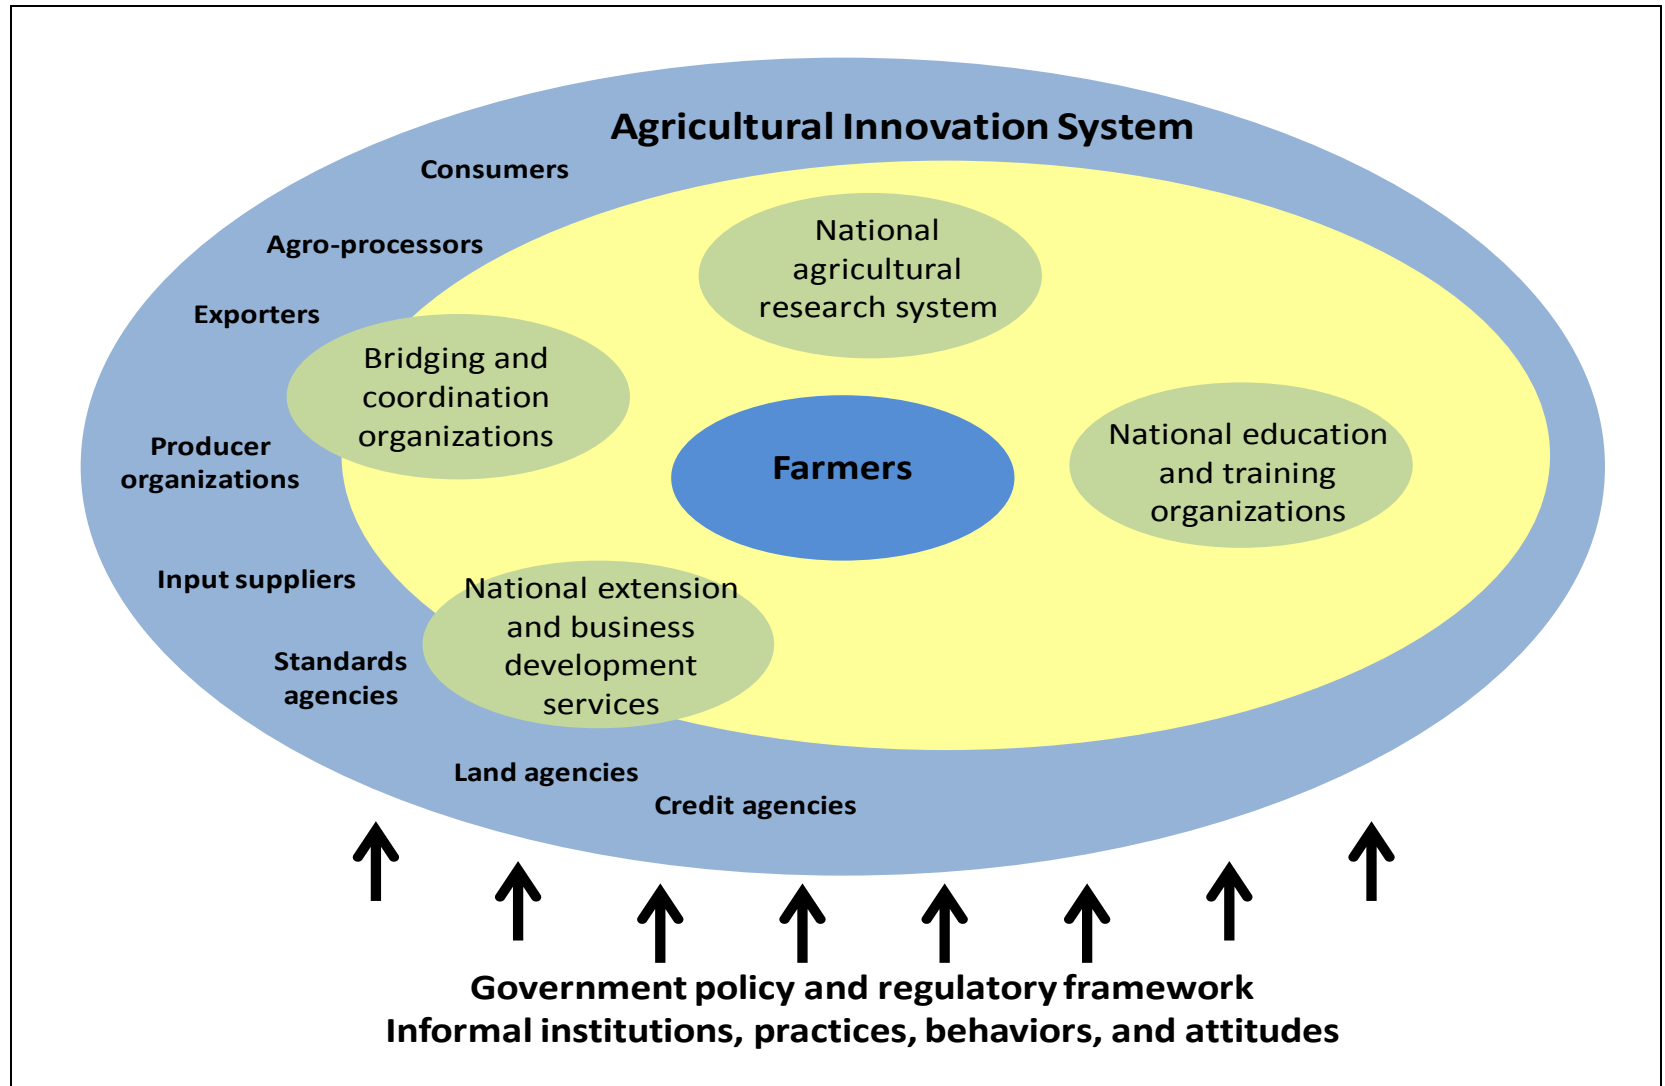 Agricultural Innovation System
Consumers
Agro-processors
Exporters
Producer
organizations
Input suppliers
Standards
agencies
Land agencies
Credit agencies
National
agricultural
research system
Bridging and
coordination
organizations
Farmers
National education
and training
organizations
National extension
and business
development
services
Government policy and regulatory framework
Informal institutions, practices, behaviors, and attitudes